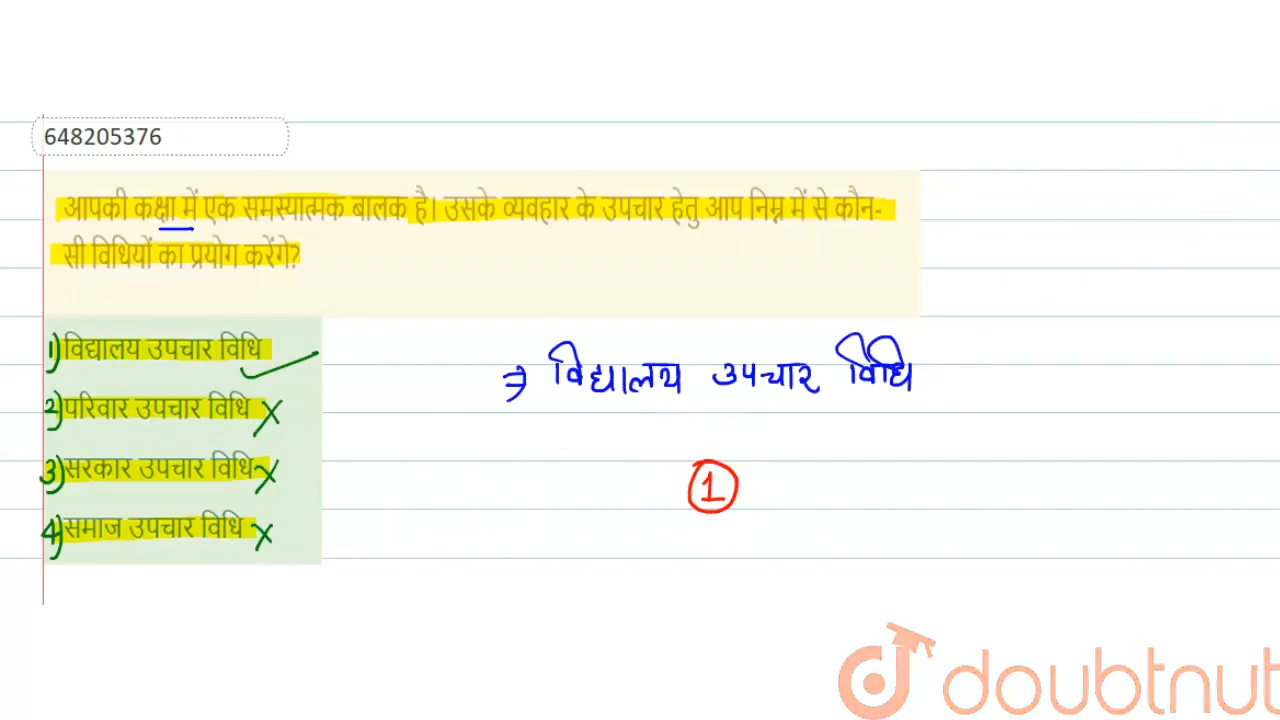 648205376
आपकी कक्षा में एक समस्यात्मक बालक है। उसके व्यवहार के उपचार हेतु आप निम्न में से कौन-
सी विधियों का प्रयोग करेंगे?
1) विद्यालय उपचार विधि
⇒ विद्यालय उपचार विधि
2) परिवार उपचार विधि
3) सरकार उपचार विधि
1
4) समाज उपचार विधि
doubtnut